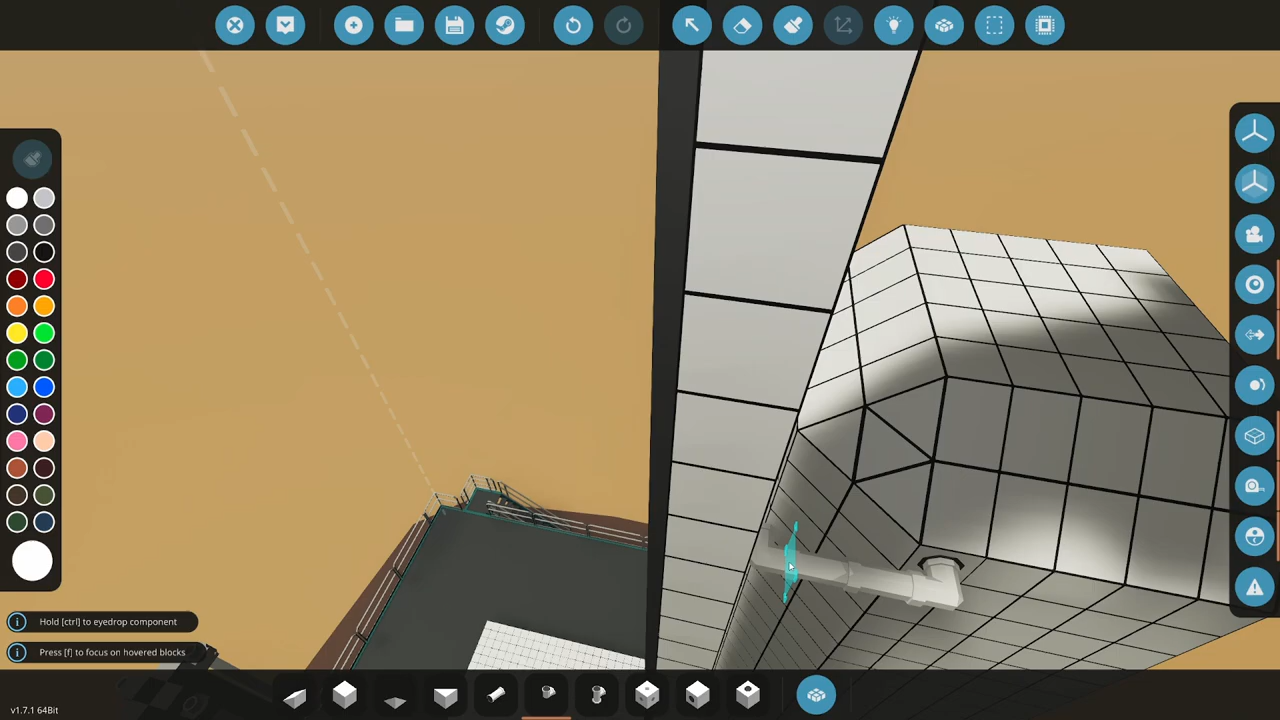 Hold [ctrl] to eyedrop component
Press [f] to focus on hovered blocks
v1.7.1 64Bit